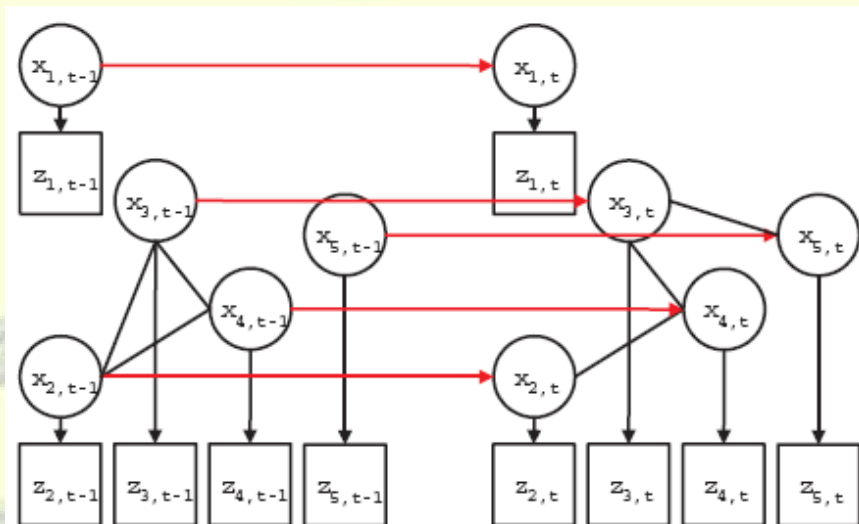 x1,t-1 x1,t
z1,t-1 z1,t
x3,t-1 x3,t
x5,t-1 x5,t
x4,t-1 x4,t
x2,t-1 x2,t
z2,t-1 z3,t-1 z4,t-1 z5,t-1 z2,t z3,t z4,t z5,t